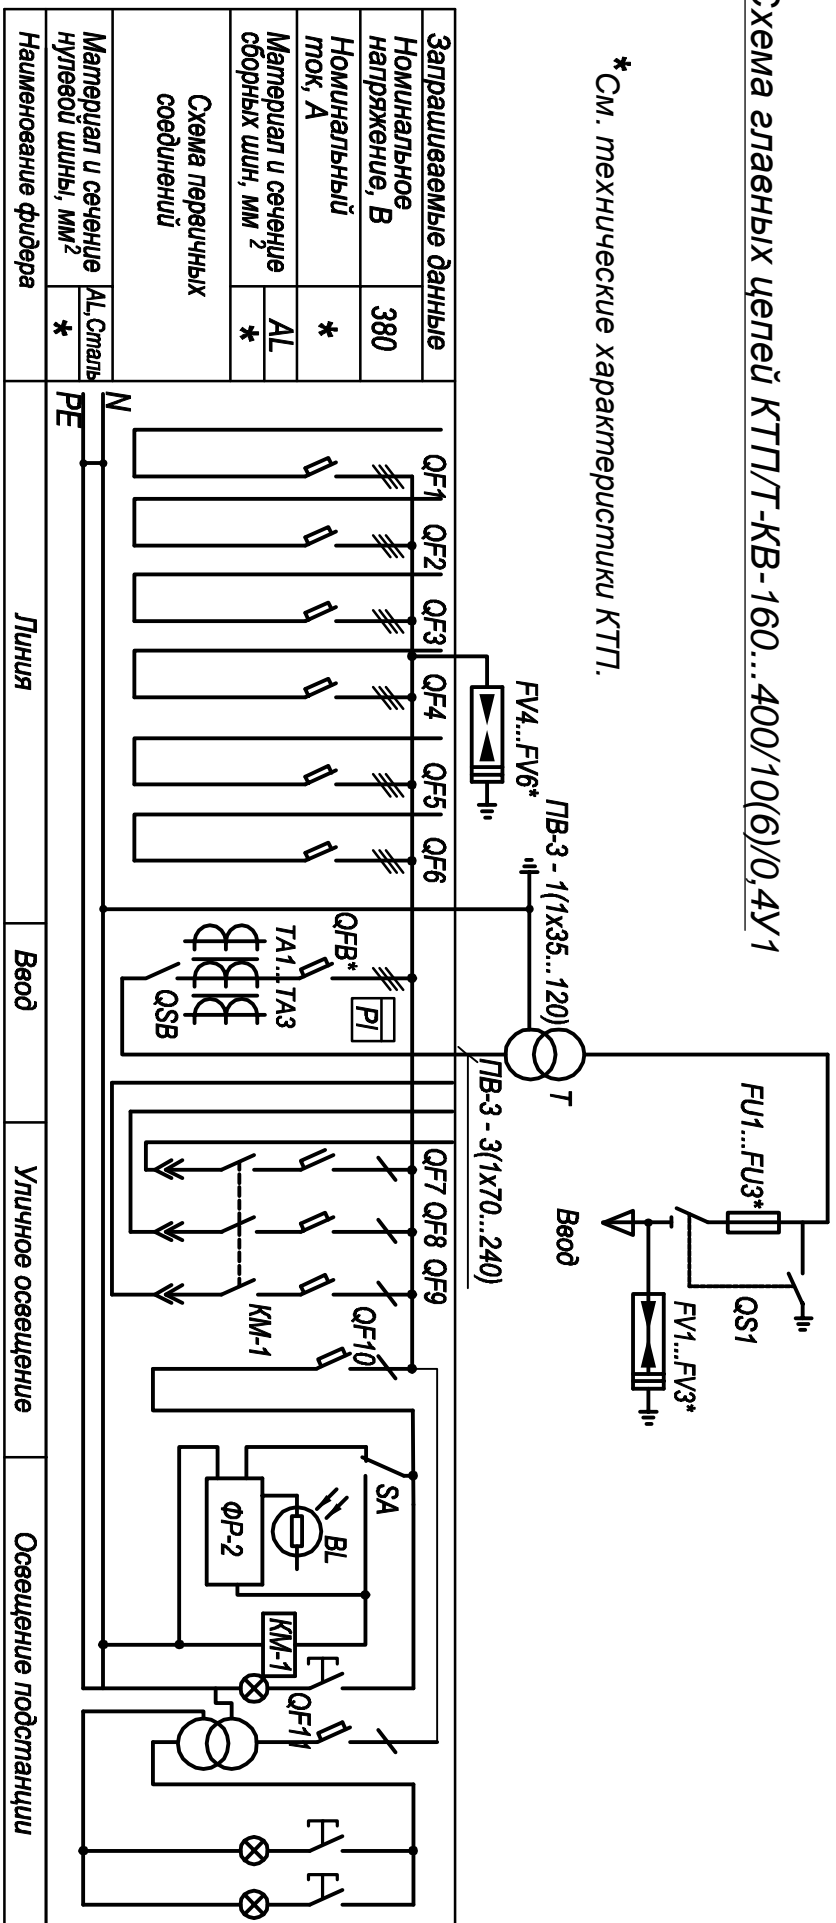 Схема главных цепей КТП/Т-КВ-160...400/10(6)/0,4У1
* См. технические характеристики КТП.
FU1...FU3*
QS1
FV1...FV3*
Ввод
T
ПВ-3 - 1(1х35...120)
ПВ-3 - 3(1х70...240)
FV4...FV6*
Запрашиваемые данные
Номинальное
напряжение, В
380
Номинальный
ток, А
*
Материал и сечение
сборных шин, мм²
AL
*
Схема первичных
соединений
Материал и сечение
нулевой шины, мм²
AL,Сталь
*
Наименование фидера
N
PE
QF1
QF2
QF3
QF4
QF5
QF6
QFB*
PI
TA1...TA3
QSB
QF7
QF8
QF9
KM-1
QF10
SA
BL
ФР-2
KM-1
QF11
Линия
Ввод
Уличное освещение
Освещение подстанции